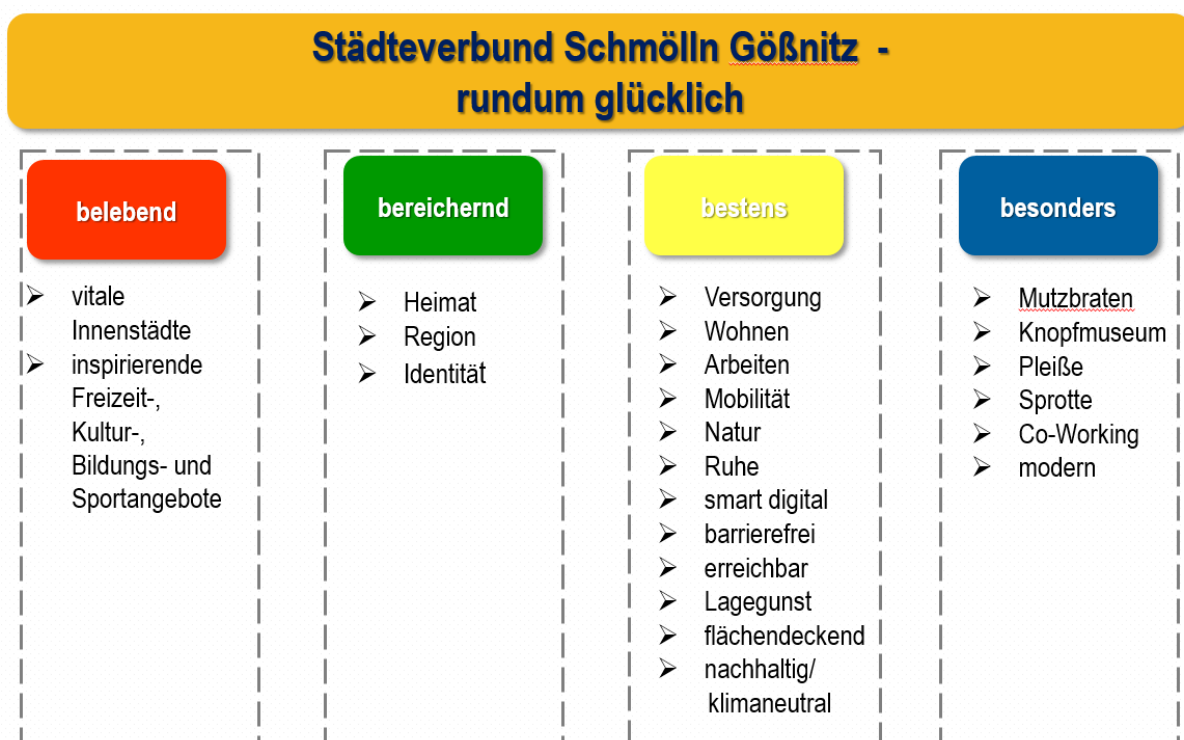 Städteverbund Schmölln Gößnitz -
rundum glücklich
belebend
vitale
Innenstädte
inspirierende
Freizeit-,
Kultur-,
Bildungs- und
Sportangebote
bereichernd
Heimat
Region
Identität
bestens
Versorgung
Wohnen
Arbeiten
Mobilität
Natur
Ruhe
smart digital
barrierefrei
erreichbar
Lagegunst
flächendeckend
nachhaltig/
klimaneutral
besonders
Mutzbraten
Knopfmuseum
Pleiße
Sprotte
Co-Working
modern